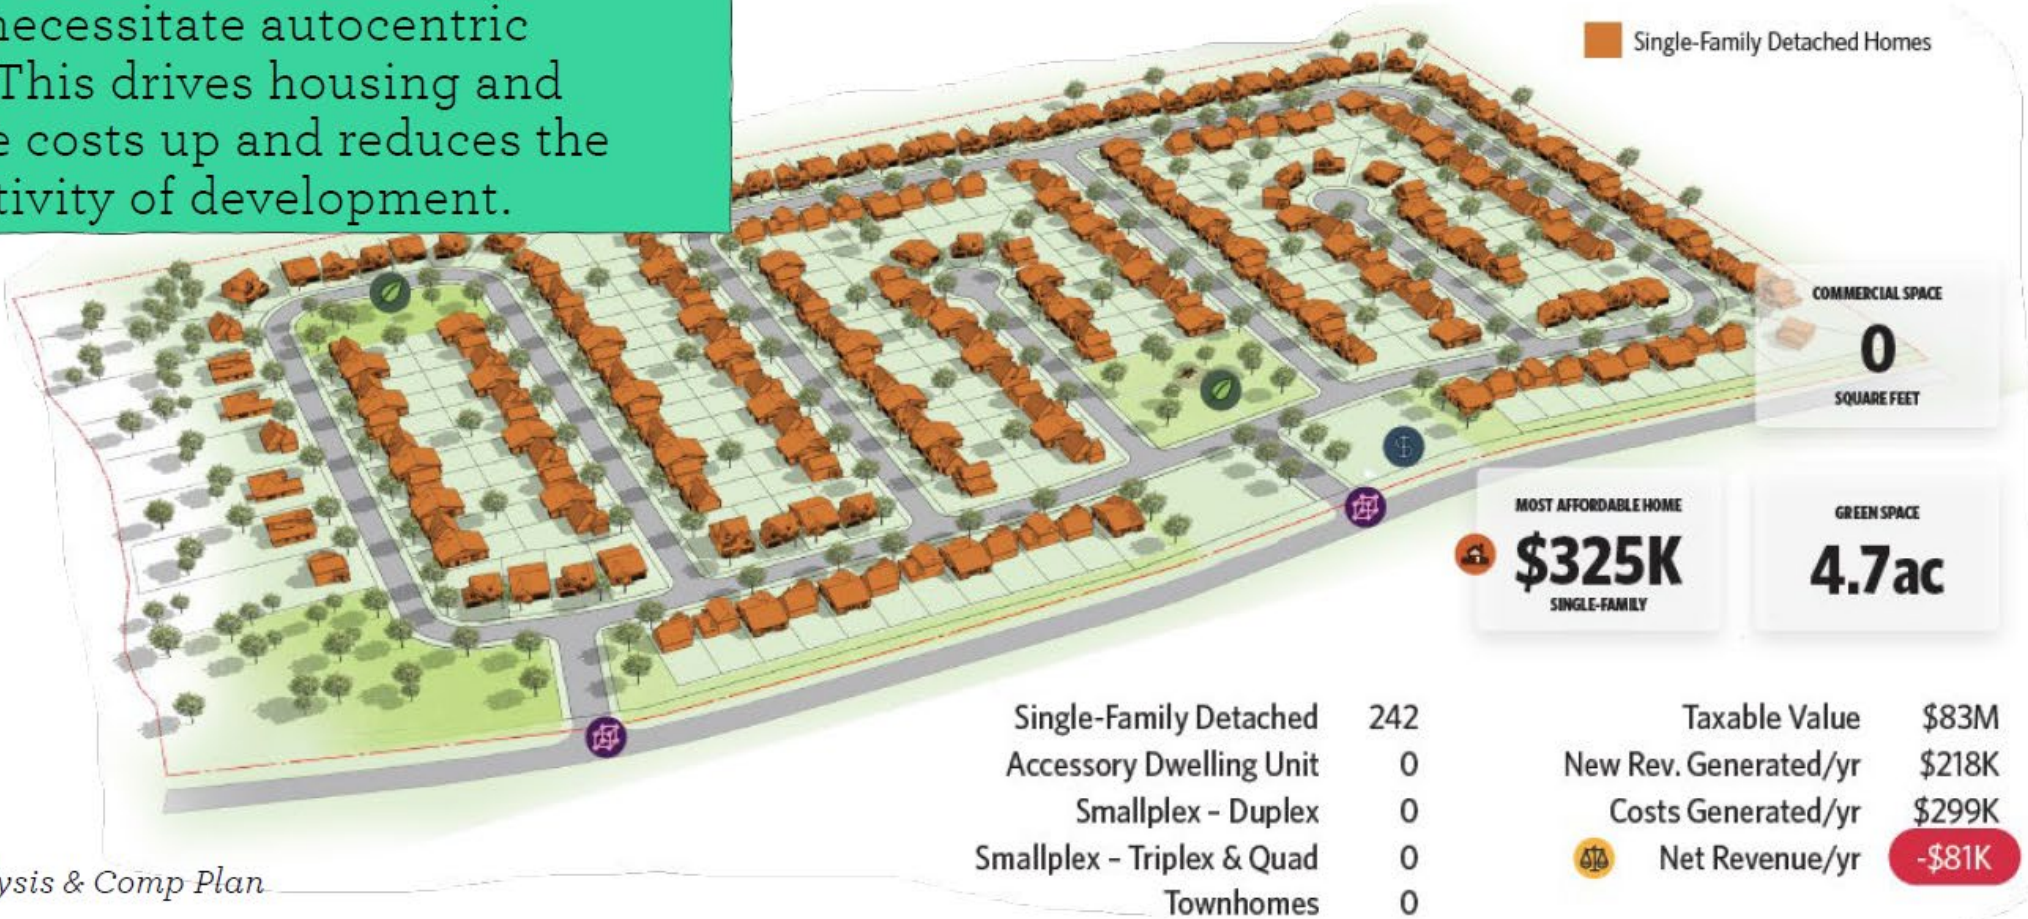 necessitate autocentric
This drives housing and
costs up and reduces the
of development.
Single-Family Detached Homes
COMMERCIAL SPACE
0
SQUARE FEET
MOST AFFORDABLE HOME
$325K
SINGLE-FAMILY
GREEN SPACE
4.7ac
Single-Family Detached 242
Accessory Dwelling Unit 0
Smallplex - Duplex 0
Smallplex - Triplex & Quad 0
Townhomes 0
Taxable Value $83M
New Rev. Generated/yr $218K
Costs Generated/yr $299K
Net Revenue/yr -$81K
& Comp Plan